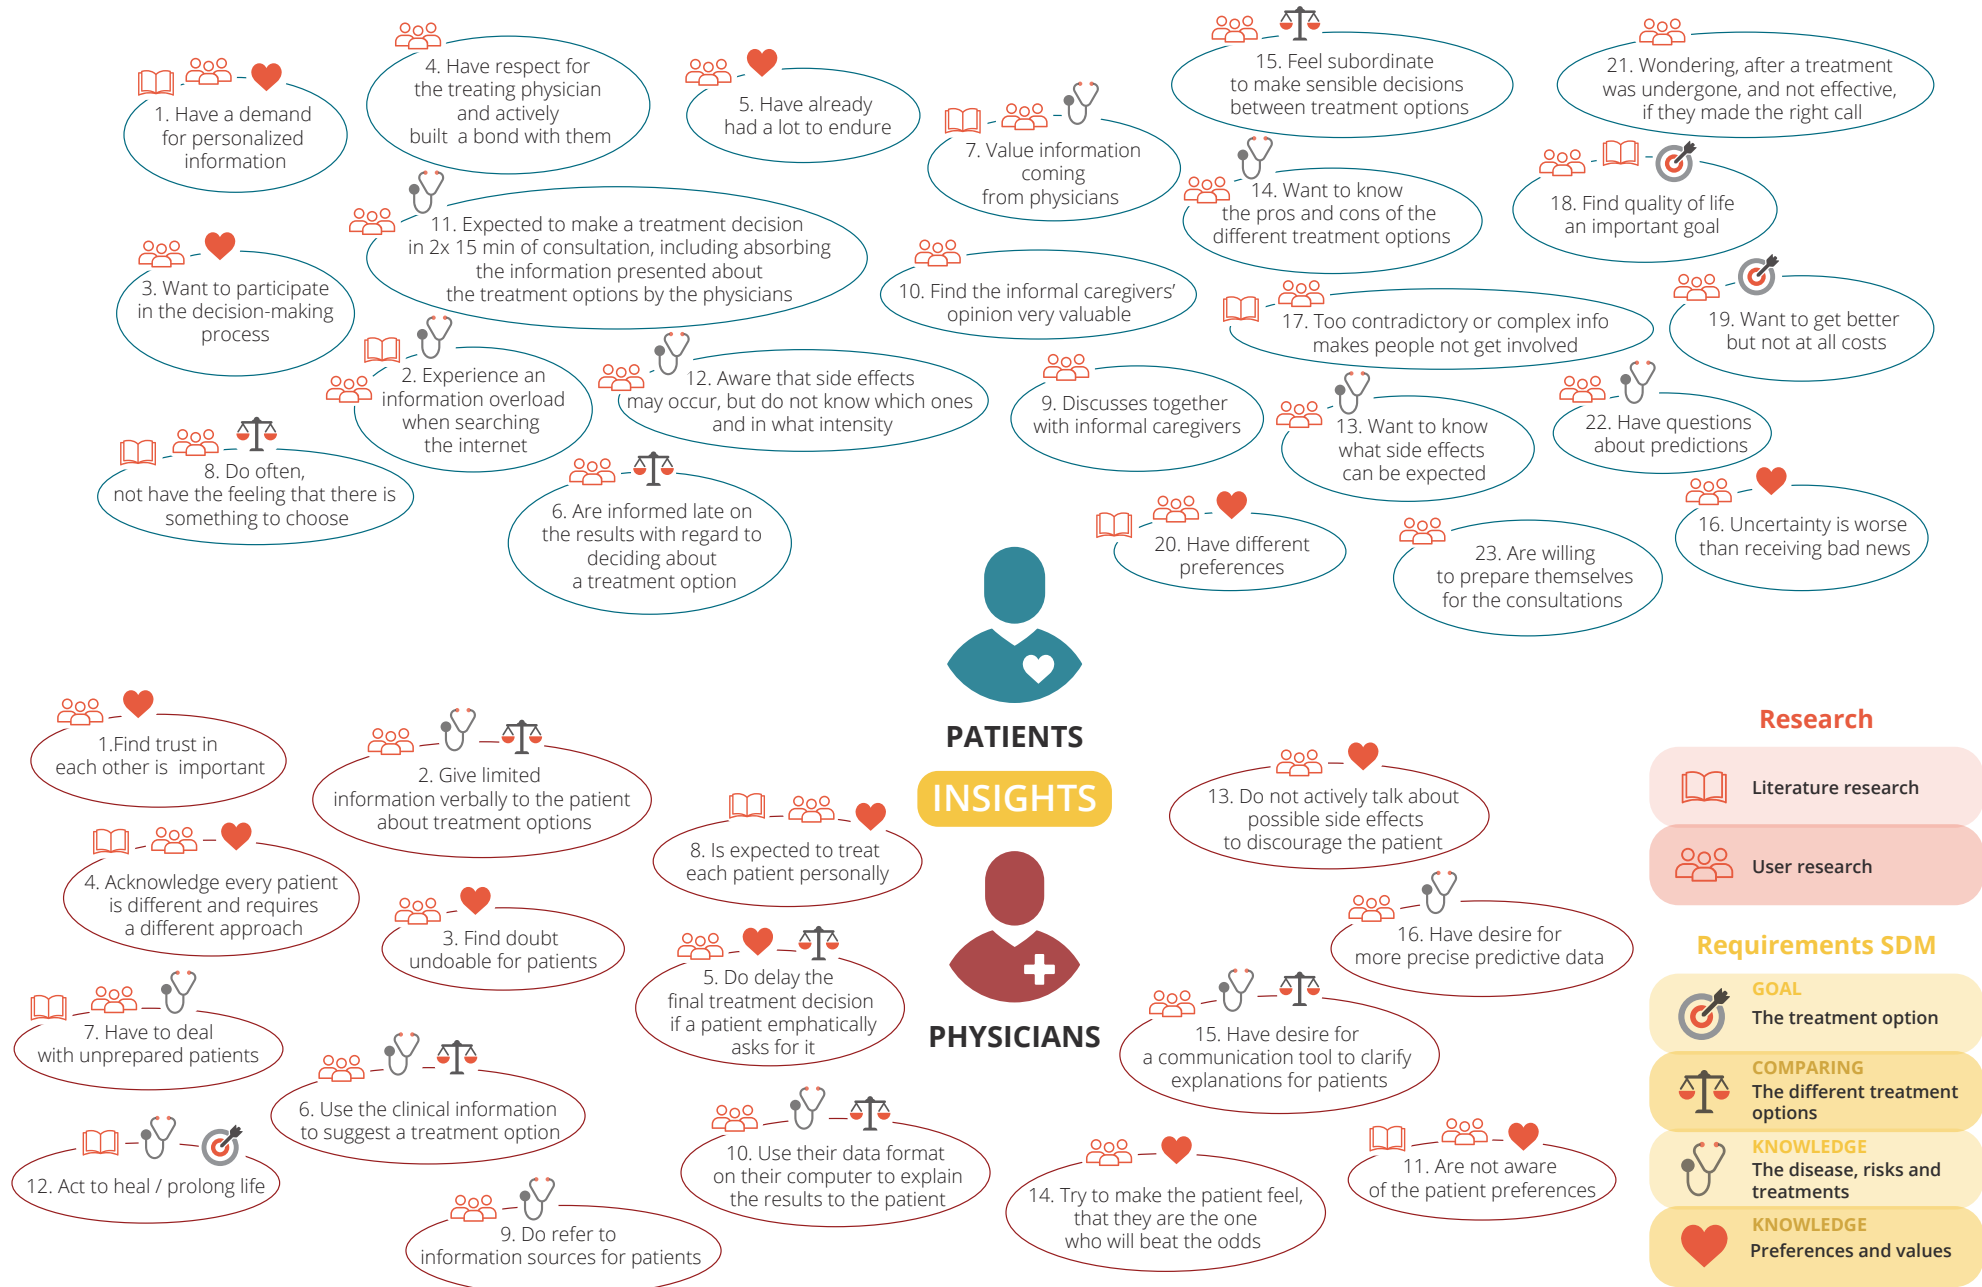 1. Have a demand
for personalized
information
4. Have respect for
the treating physician
and actively
built a bond with them
5. Have already
had a lot to endure
7. Value information
coming
from physicians
15. Feel subordinate
to make sensible decisions
between treatment options
21. Wondering, after a treatment
was undergone, and not effective,
if they made the right call
14. Want to know
the pros and cons of the
different treatment options
18. Find quality of life
an important goal
3. Want to participate
in the decision-making
process
11. Expected to make a treatment decision
in 2x 15 min of consultation, including absorbing
the information presented about
the treatment options by the physicians
10. Find the informal caregivers’
opinion very valuable
17. Too contradictory or complex info
makes people not get involved
19. Want to get better
but not at all costs
2. Experience an
information overload
when searching
the internet
12. Aware that side effects
may occur, but do not know which ones
and in what intensity
9. Discusses together
with informal caregivers
13. Want to know
what side effects
can be expected
22. Have questions
about predictions
8. Do often,
not have the feeling that there is
something to choose
6. Are informed late on
the results with regard to
deciding about
a treatment option
20. Have different
preferences
23. Are willing
to prepare themselves
for the consultations
16. Uncertainty is worse
than receiving bad news
PATIENTS
INSIGHTS
PHYSICIANS
1.Find trust in
each other is important
2. Give limited
information verbally to the patient
about treatment options
8. Is expected to treat
each patient personally
13. Do not actively talk about
possible side effects
to discourage the patient
4. Acknowledge every patient
is different and requires
a different approach
3. Find doubt
undoable for patients
5. Do delay the
final treatment decision
if a patient emphatically
asks for it
16. Have desire for
more precise predictive data
7. Have to deal
with unprepared patients
15. Have desire for
a communication tool to clarify
explanations for patients
6. Use the clinical information
to suggest a treatment option
10. Use their data format
on their computer to explain
the results to the patient
12. Act to heal / prolong life
9. Do refer to
information sources for patients
14. Try to make the patient feel,
that they are the one
who will beat the odds
11. Are not aware
of the patient preferences
Research
Literature research
User research
Requirements SDM
GOAL
The treatment option
COMPARING
The different treatment
options
KNOWLEDGE
The disease, risks and
treatments
KNOWLEDGE
Preferences and values